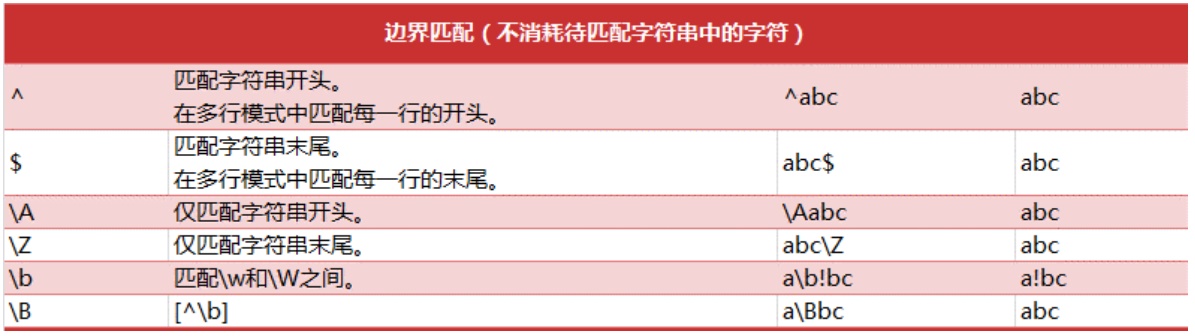 边界匹配（不消耗待匹配字符串中的字符）
^ 匹配字符串开头。
在多行模式中匹配每一行的开头。 ^abc abc
$ 匹配字符串末尾。
在多行模式中匹配每一行的末尾。 abc$ abc
\A 仅匹配字符串开头。 \Aabc abc
\Z 仅匹配字符串末尾。 abc\Z abc
\b 匹配\w和\W之间。 a\b!bc a!bc
\B [^\b] a\Bbc abc